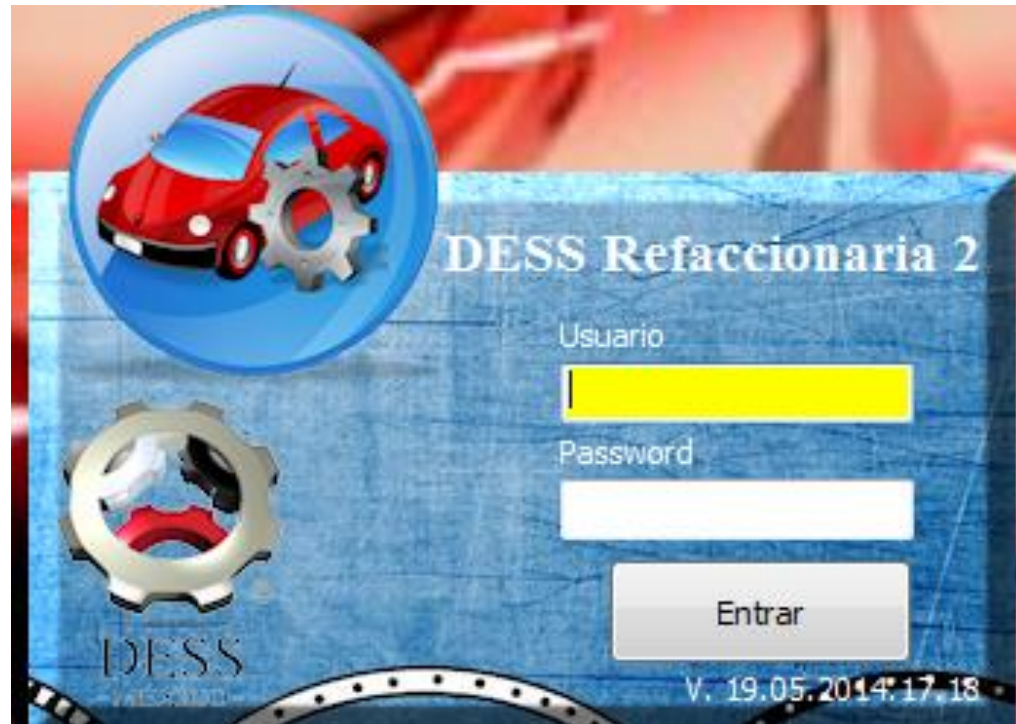 DESS Refaccionaria 2
Usuario
Password
Entrar
DESS
V. 19.05.2014.17.18